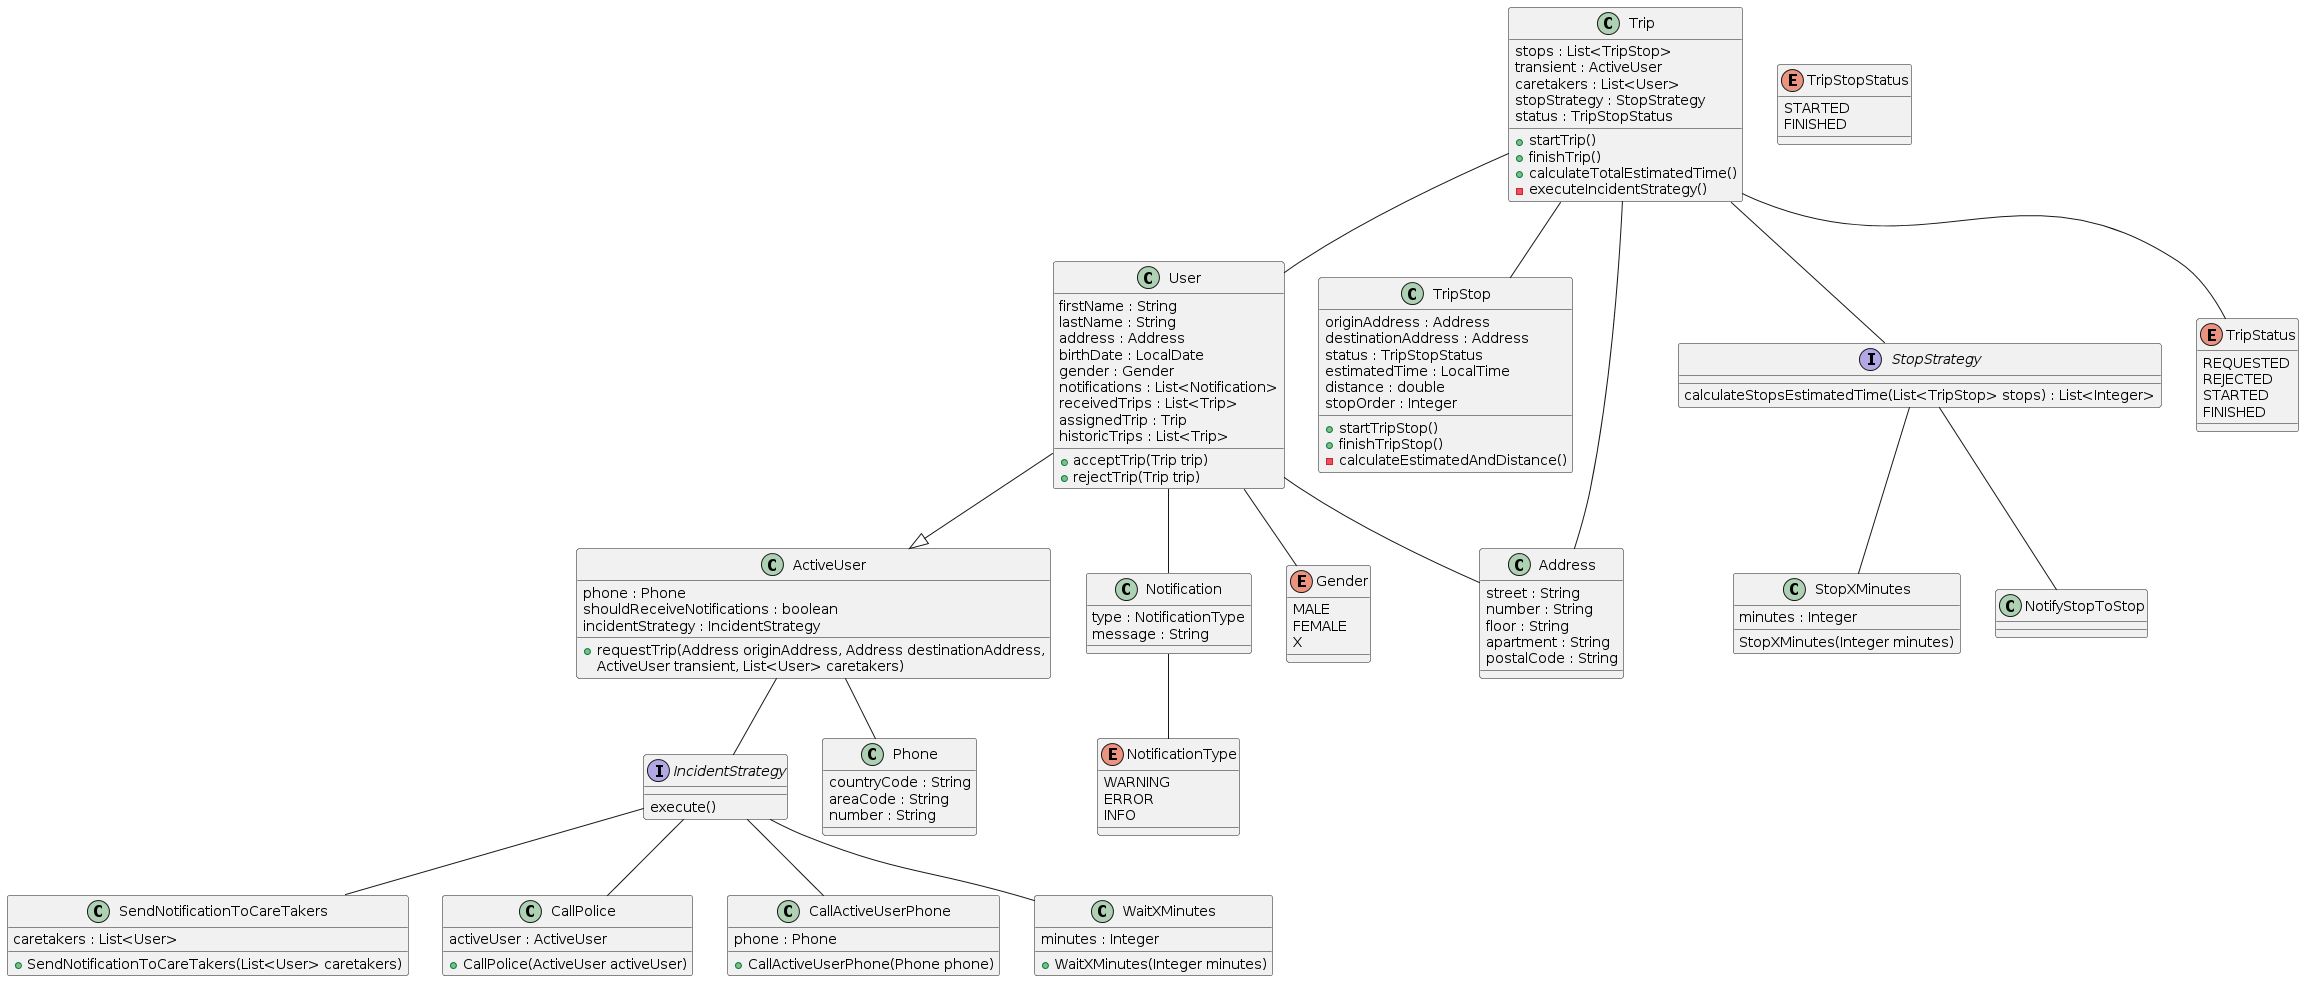 C Trip
stops : List<TripStop>
transient : ActiveUser
caretakers : List<User>
stopStrategy : StopStrategy
status : TripStopStatus
startTrip()
finishTrip()
calculateTotalEstimatedTime()
executeIncidentStrategy()
E TripStopStatus
STARTED
FINISHED
C User
firstName : String
lastName : String
address : Address
birthDate : LocalDate
gender : Gender
notifications : List<Notification>
receivedTrips : List<Trip>
assignedTrip : Trip
historicTrips : List<Trip>
acceptTrip(Trip trip)
rejectTrip(Trip trip)
C TripStop
originAddress : Address
destinationAddress : Address
status : TripStopStatus
estimatedTime : LocalTime
distance : double
stopOrder : Integer
startTripStop()
finishTripStop()
calculateEstimatedAndDistance()
I StopStrategy
calculateStopsEstimatedTime(List<TripStop> stops) : List<Integer>
E TripStatus
REQUESTED
REJECTED
STARTED
FINISHED
C ActiveUser
phone : Phone
shouldReceiveNotifications : boolean
incidentStrategy : IncidentStrategy
requestTrip(Address originAddress, Address destinationAddress,
ActiveUser transient, List<User> caretakers)
C Notification
type : NotificationType
message : String
E Gender
MALE
FEMALE
X
C Address
street : String
number : String
floor : String
apartment : String
postalCode : String
C StopXMinutes
minutes : Integer
StopXMinutes(Integer minutes)
C NotifyStopToStop
I IncidentStrategy
execute()
C Phone
countryCode : String
areaCode : String
number : String
E NotificationType
WARNING
ERROR
INFO
C SendNotificationToCareTakers
caretakers : List<User>
SendNotificationToCareTakers(List<User> caretakers)
C CallPolice
activeUser : ActiveUser
CallPolice(ActiveUser activeUser)
C CallActiveUserPhone
phone : Phone
CallActiveUserPhone(Phone phone)
C WaitXMinutes
minutes : Integer
WaitXMinutes(Integer minutes)